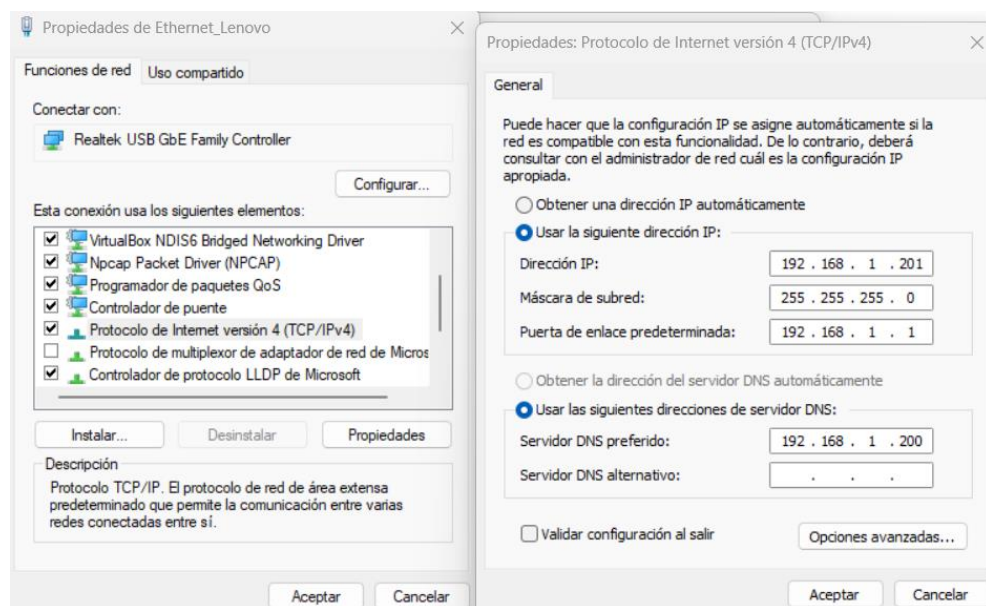 Propiedades de Ethernet_Lenovo
Funciones de red Uso compartido
Conectar con:
Realtek USB GbE Family Controller
Configurar...
Esta conexión usa los siguientes elementos:
VirtualBox NDIS6 Bridged Networking Driver
Npcap Packet Driver (NPCAP)
Programador de paquetes QoS
Controlador de puente
Protocolo de Internet versión 4 (TCP/IPv4)
Protocolo de multiplexor de adaptador de red de Micros
Controlador de protocolo LLDP de Microsoft
Instalar... Desinstalar Propiedades
Descripción
Protocolo TCP/IP. El protocolo de red de área extensa
predeterminado que permite la comunicación entre varias
redes conectadas entre sí.
Aceptar Cancelar
Propiedades: Protocolo de Internet versión 4 (TCP/IPv4)
General
Puede hacer que la configuración IP se asigne automáticamente si la
red es compatible con esta funcionalidad. De lo contrario, deberá
consultar con el administrador de red cuál es la configuración IP
apropiada.
Obtener una dirección IP automáticamente
Usar la siguiente dirección IP:
Dirección IP: 192 . 168 . 1 . 201
Máscara de subred: 255 . 255 . 255 . 0
Puerta de enlace predeterminada: 192 . 168 . 1 . 1
Obtener la dirección del servidor DNS automáticamente
Usar las siguientes direcciones de servidor DNS:
Servidor DNS preferido: 192 . 168 . 1 . 200
Servidor DNS alternativo: . . .
Validar configuración al salir Opciones avanzadas...
Aceptar Cancelar